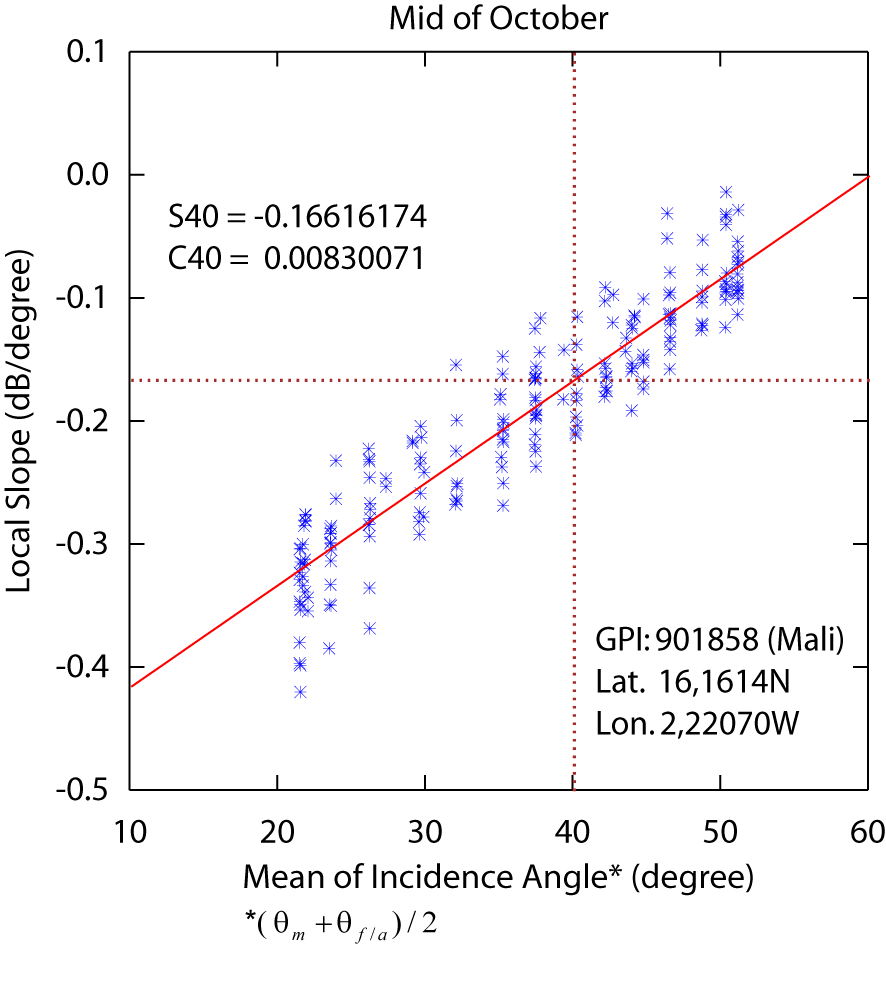 Mid of October
0.1
0.0
-0.1
-0.2
-0.3
-0.4
-0.5
Local Slope (dB/degree)
S40 = -0.16616174
C40 = 0.00830071
GPI: 901858 (Mali)
Lat. 16,1614N
Lon. 2,22070W
10 20 30 40 50 60
Mean of Incidence Angle* (degree)
*(θm +θf/a)/2